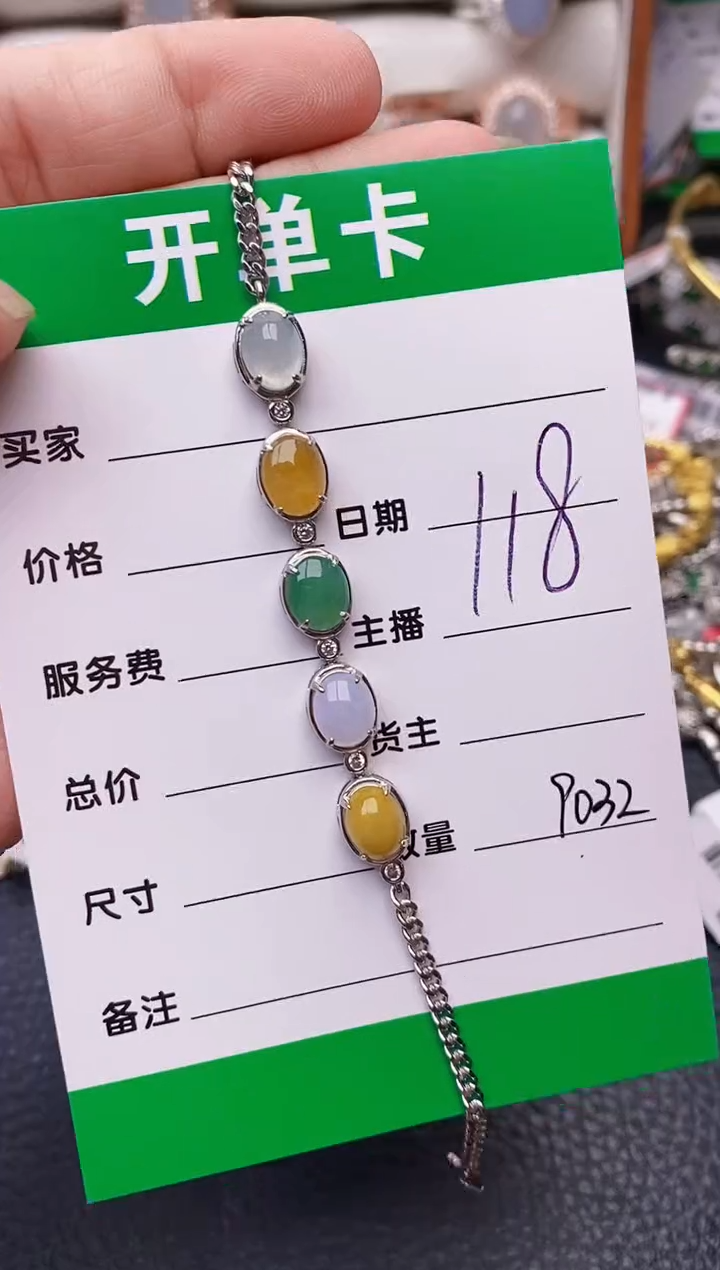 开单卡
买家
价格 日期 118
服务费 主播
总价 货主
尺寸 数量 9032
备注